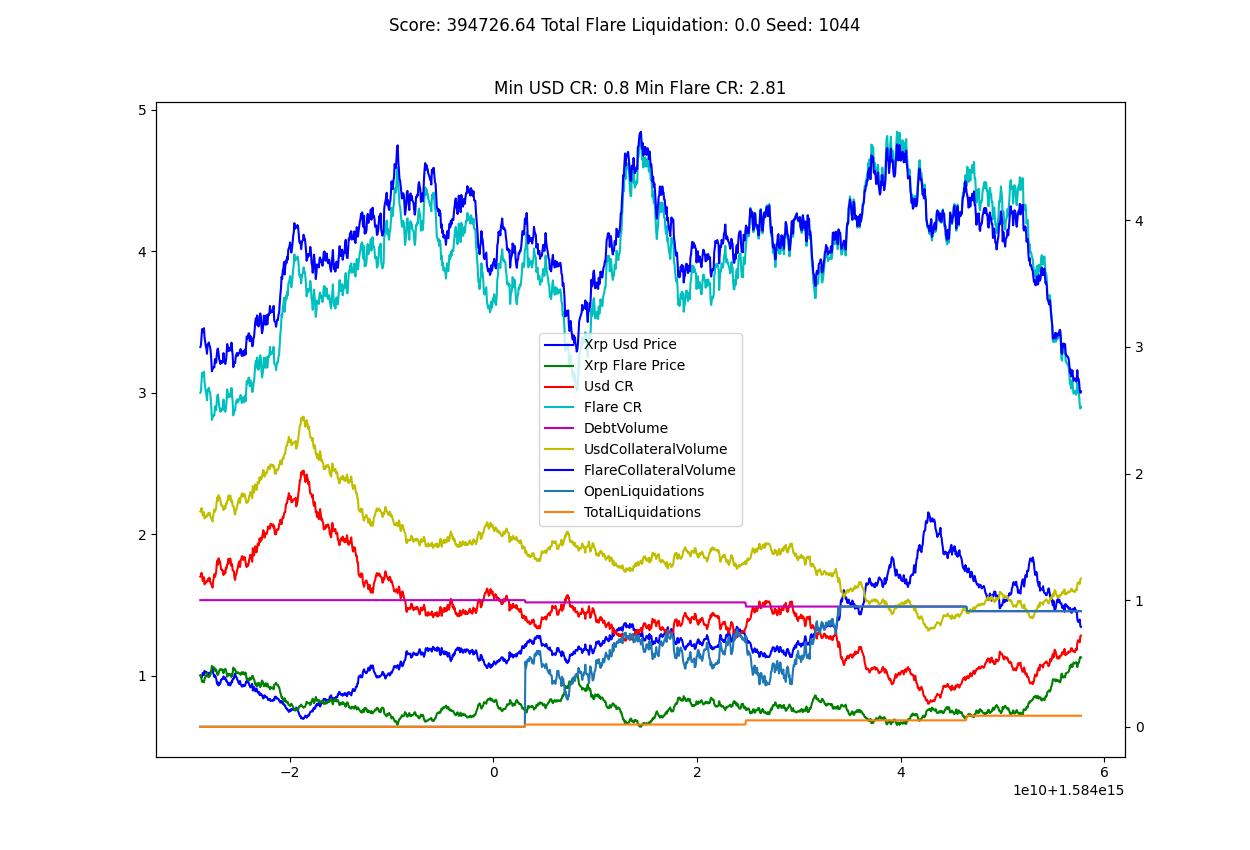 Score: 394726.64 Total Flare Liquidation: 0.0 Seed: 1044
Min USD CR: 0.8 Min Flare CR: 2.81
5
4
3
2
1
4
3
2
1
0
Xrp Usd Price
Xrp Flare Price
Usd CR
Flare CR
DebtVolume
UsdCollateralVolume
FlareCollateralVolume
OpenLiquidations
TotalLiquidations
−2 0 2 4 6
1e10+1.584e15